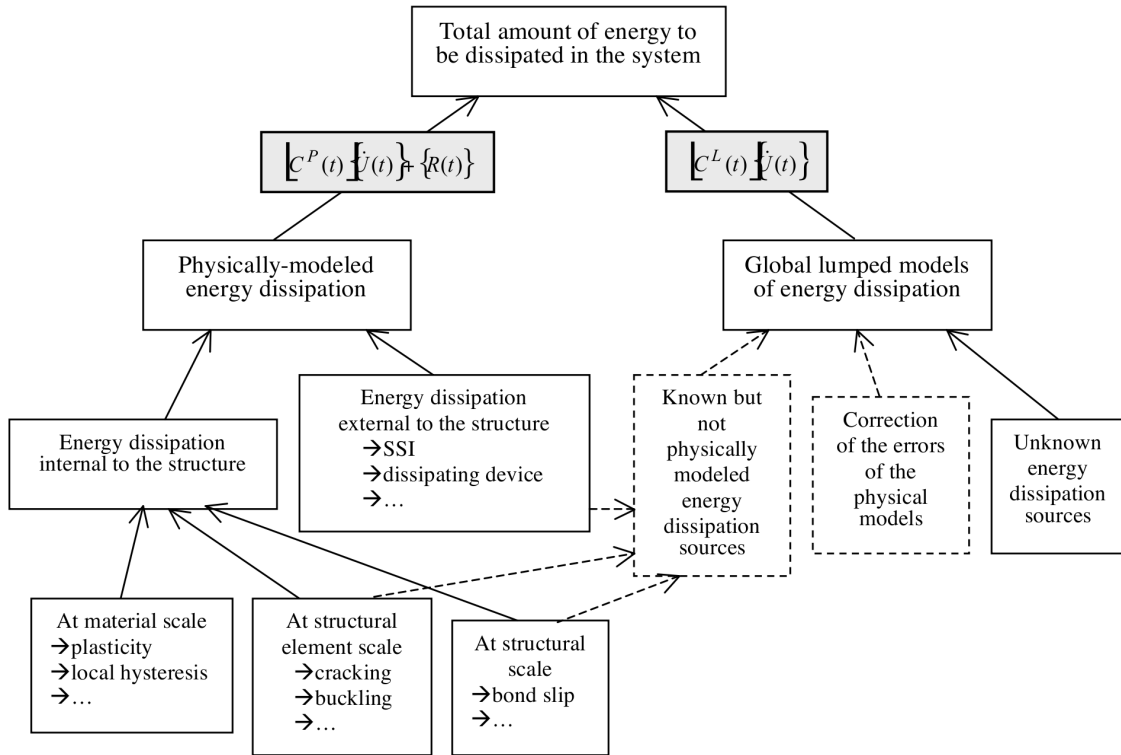 Total amount of energy to
be dissipated in the system
[C^P(t)]{U̇(t)}+{R(t)}
[C^L(t)]{U̇(t)}
Physically-modeled
energy dissipation
Global lumped models
of energy dissipation
Energy dissipation
internal to the structure
Energy dissipation
external to the structure
→SSI
→dissipating device
→…
Known but
not
physically
modeled
energy
dissipation
sources
Correction
of the errors
of the
physical
models
Unknown
energy
dissipation
sources
At material scale
→plasticity
→local hysteresis
→…
At structural
element scale
→cracking
→buckling
→…
At structural
scale
→bond slip
→…